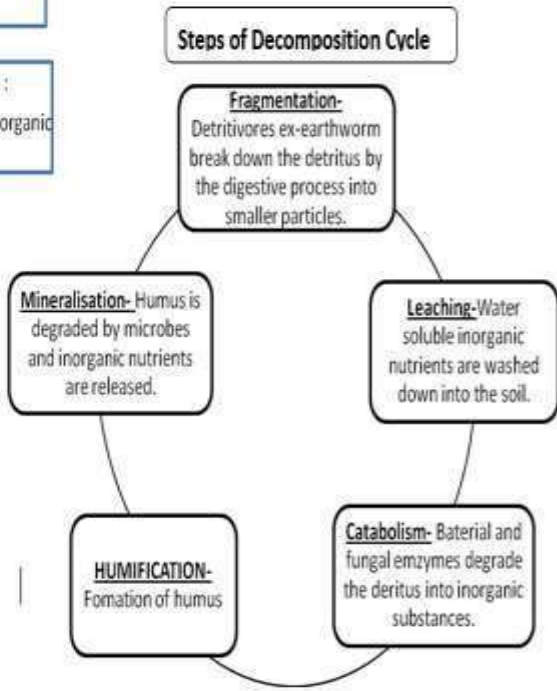 :
organic
Steps of Decomposition Cycle
Fragmentation-
Detritivores ex-earthworm
break down the detritus by
the digestive process into
smaller particles.
Leaching-Water
soluble inorganic
nutrients are washed
down into the soil.
Catabolism- Baterial and
fungal emzymes degrade
the deritus into inorganic
substances.
HUMIFICATION-
Fomation of humus
Mineralisation- Humus is
degraded by microbes
and inorganic nutrients
are released.